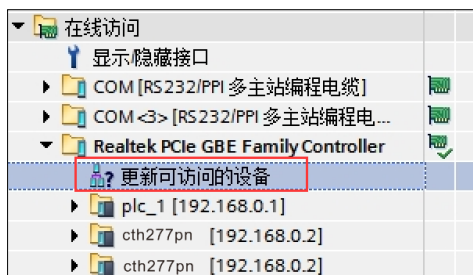 在线访问
显示/隐藏接口
COM [RS232/PPI 多主站编程电缆]
COM <3> [RS232/PPI 多主站编程电...
Realtek PCIe GBE Family Controller
更新可访问的设备
plc_1 [192.168.0.1]
cth277pn [192.168.0.2]
cth277pn [192.168.0.2]